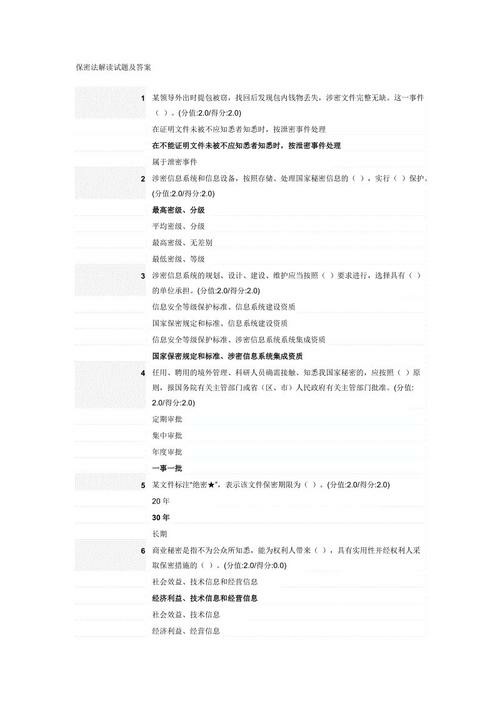 保密法解读试题及答案
1 某领导外出时提包被窃，找回后发现包内钱物丢失，涉密文件完整无缺。这一事件
（ ）。(分值:2.0/得分:2.0)
在证明文件未被不应知悉者知悉时，按泄密事件处理
在不能证明文件未被不应知悉者知悉时，按泄密事件处理
属于泄密事件
2 涉密信息系统和信息设备，按照存储、处理国家秘密信息的（ ），实行（ ）保护。
(分值:2.0/得分:2.0)
最高密级、分级
平均密级、分级
最高密级、无差别
最低密级、等级
3 涉密信息系统的规划、设计、建设、维护应当按照（ ）要求进行，选择具有（ ）
的单位承担。(分值:2.0/得分:2.0)
信息安全等级保护标准、信息系统建设资质
国家保密规定和标准、信息系统建设资质
信息安全等级保护标准、涉密信息系统系统集成资质
国家保密规定和标准、涉密信息系统集成资质
4 任用、聘用的境外管理、科研人员确需接触、知悉我国家秘密的，应按照（ ）原
则，报国务院有关主管部门或省（区、市）人民政府有关主管部门批准。(分值:
2.0/得分:2.0)
定期审批
集中审批
年度审批
一事一批
5 某文件标注“绝密★”，表示该文件保密期限为（ ）。(分值:2.0/得分:2.0)
20 年
30 年
长期
6 商业秘密是指不为公众所知悉，能为权利人带来（ ），具有实用性并经权利人采
取保密措施的（ ）。(分值:2.0/得分:0.0)
社会效益、技术信息和经营信息
经济利益、技术信息和经营信息
社会效益、技术信息
经济利益、经营信息